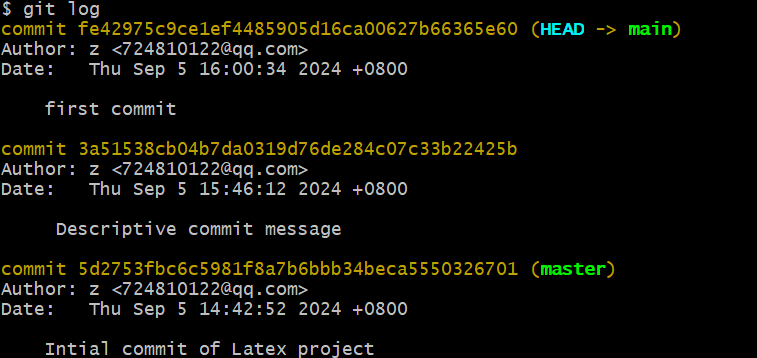 $ git log
commit fe42975c9ce1ef4485905d16ca00627b66365e60 (HEAD -> main)
Author: z <724810122@qq.com>
Date:   Thu Sep 5 16:00:34 2024 +0800
first commit
commit 3a51538cb04b7da0319d76de284c07c33b22425b
Author: z <724810122@qq.com>
Date:   Thu Sep 5 15:46:12 2024 +0800
Descriptive commit message
commit 5d2753fbc6c5981f8a7b6bbb34beca5550326701 (master)
Author: z <724810122@qq.com>
Date:   Thu Sep 5 14:42:52 2024 +0800
Intial commit of Latex project